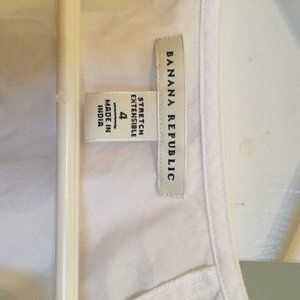 BANANA REPUBLIC
STRETCH
EXTENSIBLE
4
MADE IN
INDIA